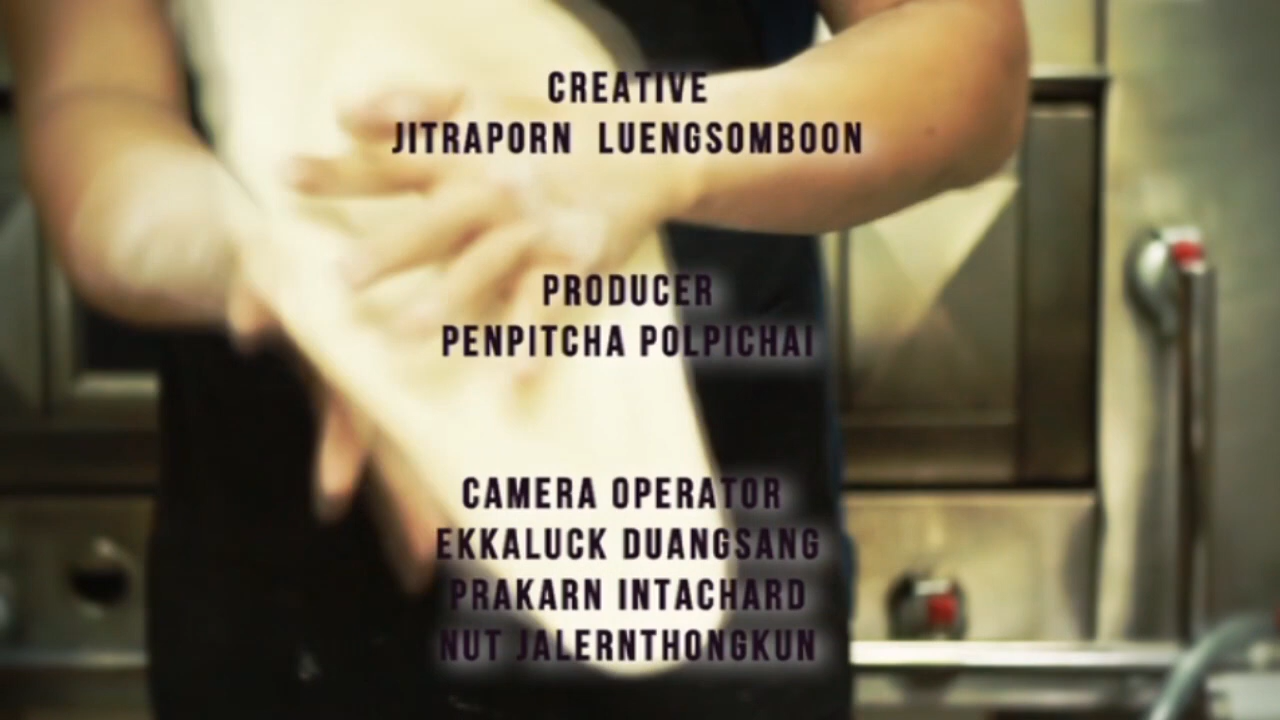 CREATIVE
JITRAPORN LUENGSOMBOON
PRODUCER
PENPITCHA POLPICHAI
CAMERA OPERATOR
EKKALUCK DUANGSANG
PRAKARN INTACHARD
NUT JALERNTHONGKUN